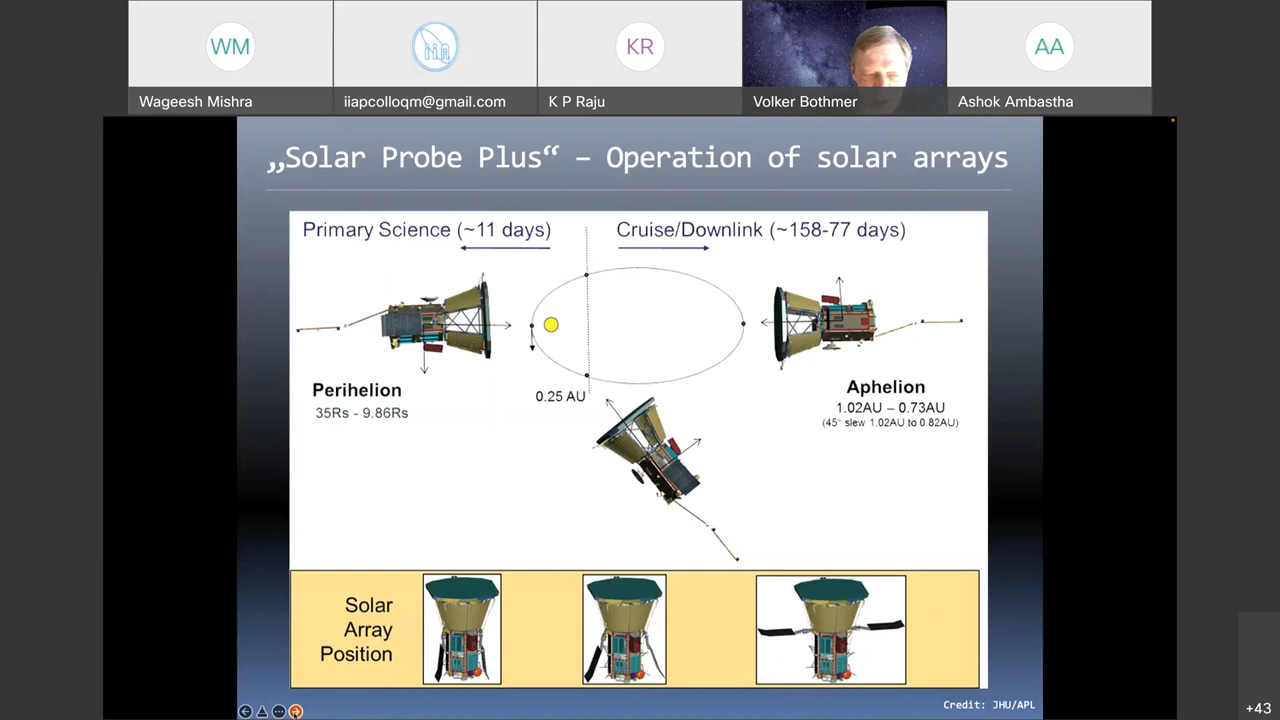 WM
KR
AA
Wageesh Mishra
iiapcolloqm@gmail.com
K P Raju
Volker Bothmer
Ashok Ambastha
„Solar Probe Plus“ – Operation of solar arrays
Primary Science (~11 days)
Cruise/Downlink (~158-77 days)
0.25 AU
Perihelion
35Rs - 9.86Rs
Aphelion
1.02AU – 0.73AU
(45° slew 1.02AU to 0.82AU)
Solar
Array
Position
Credit: JHU/APL
+43